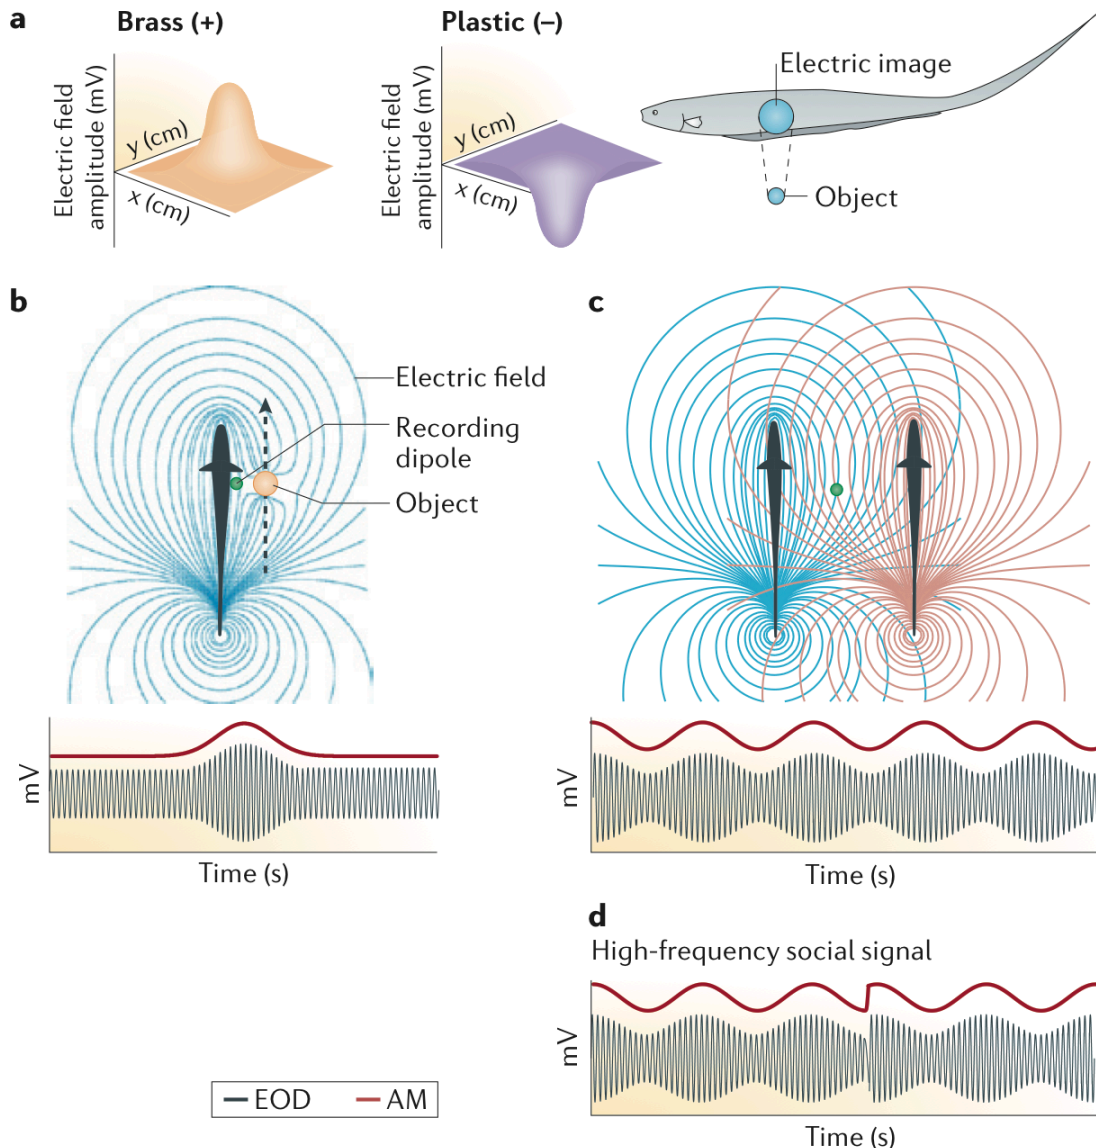 a
Brass (+)
Electric field
amplitude (mV)
y (cm)
x (cm)
Plastic (–)
Electric field
amplitude (mV)
y (cm)
x (cm)
Electric image
Object
b
Electric field
Recording
dipole
Object
mV
Time (s)
c
mV
Time (s)
d
High-frequency social signal
mV
Time (s)
EOD
AM